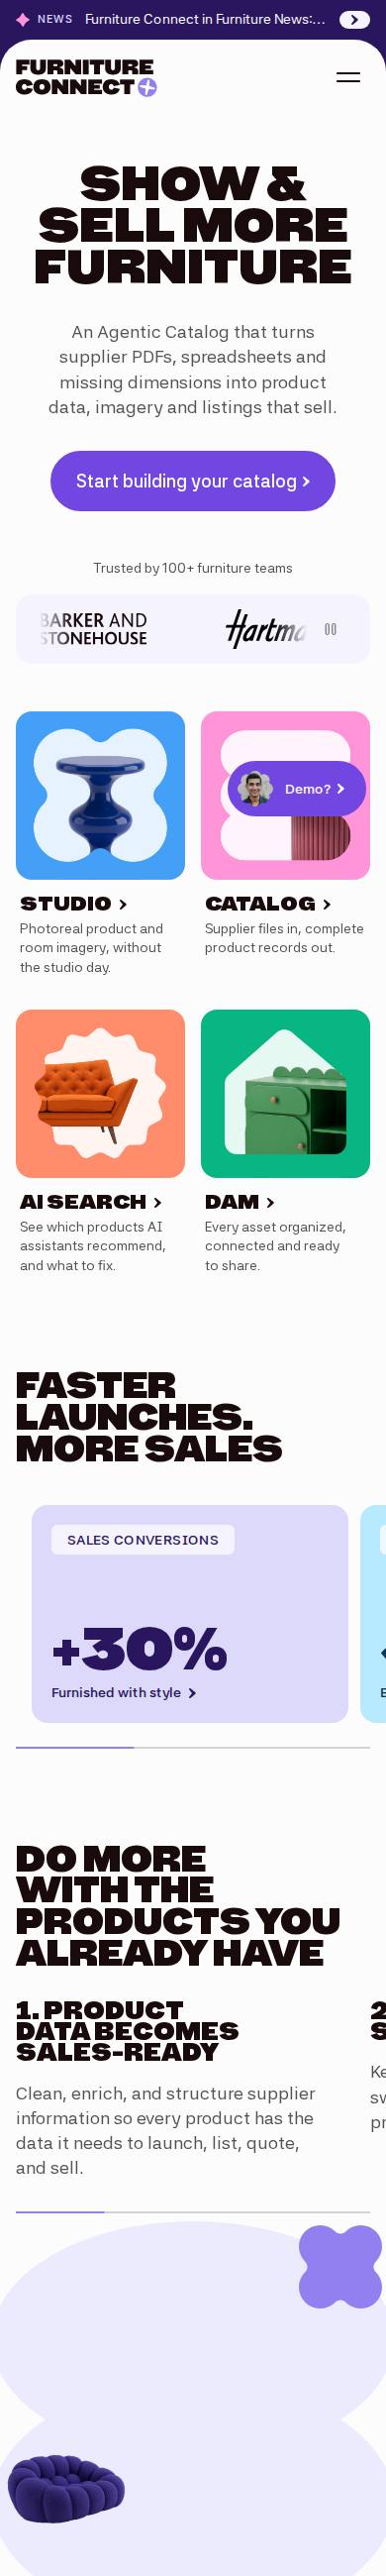 NEWS Furniture Connect in Furniture News:...
FURNITURE
CONNECT
SHOW &
SELL MORE
FURNITURE
An Agentic Catalog that turns
supplier PDFs, spreadsheets and
missing dimensions into product
data, imagery and listings that sell.
Start building your catalog
Trusted by 100+ furniture teams
BARKER AND
STONEHOUSE
Hartma
Demo?
STUDIO
Photoreal product and
room imagery, without
the studio day.
CATALOG
Supplier files in, complete
product records out.
AI SEARCH
See which products AI
assistants recommend,
and what to fix.
DAM
Every asset organized,
connected and ready
to share.
FASTER
LAUNCHES.
MORE SALES
SALES CONVERSIONS
+30%
Furnished with style
DO MORE
WITH THE
PRODUCTS YOU
ALREADY HAVE
1. PRODUCT
DATA BECOMES
SALES-READY
Clean, enrich, and structure supplier
information so every product has the
data it needs to launch, list, quote,
and sell.
2
S
Ke
sw
pr